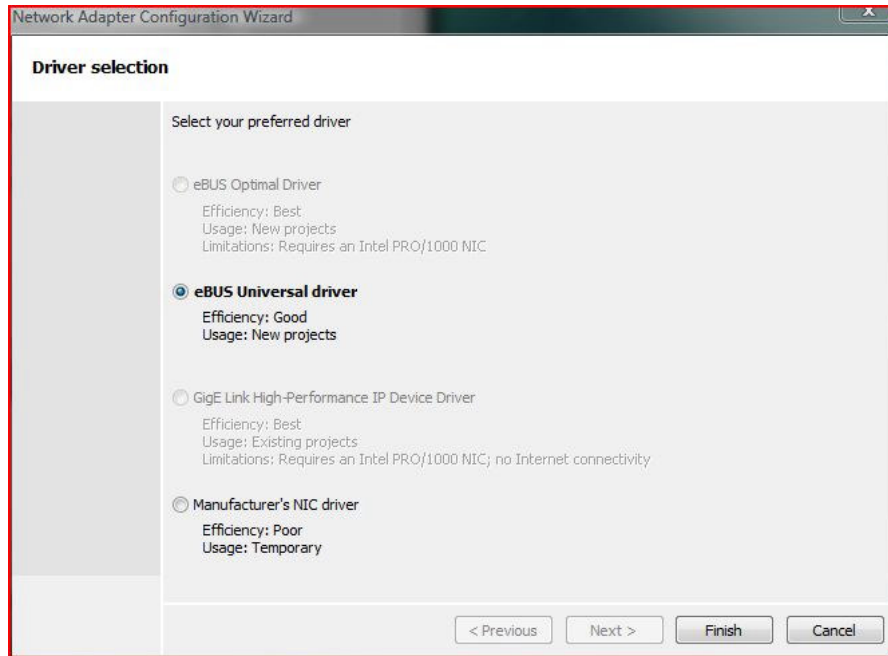 Network Adapter Configuration Wizard
X
Driver selection
Select your preferred driver
eBUS Optimal Driver
Efficiency: Best
Usage: New projects
Limitations: Requires an Intel PRO/1000 NIC
eBUS Universal driver
Efficiency: Good
Usage: New projects
GigE Link High-Performance IP Device Driver
Efficiency: Best
Usage: Existing projects
Limitations: Requires an Intel PRO/1000 NIC; no Internet connectivity
Manufacturer's NIC driver
Efficiency: Poor
Usage: Temporary
< Previous Next > Finish Cancel